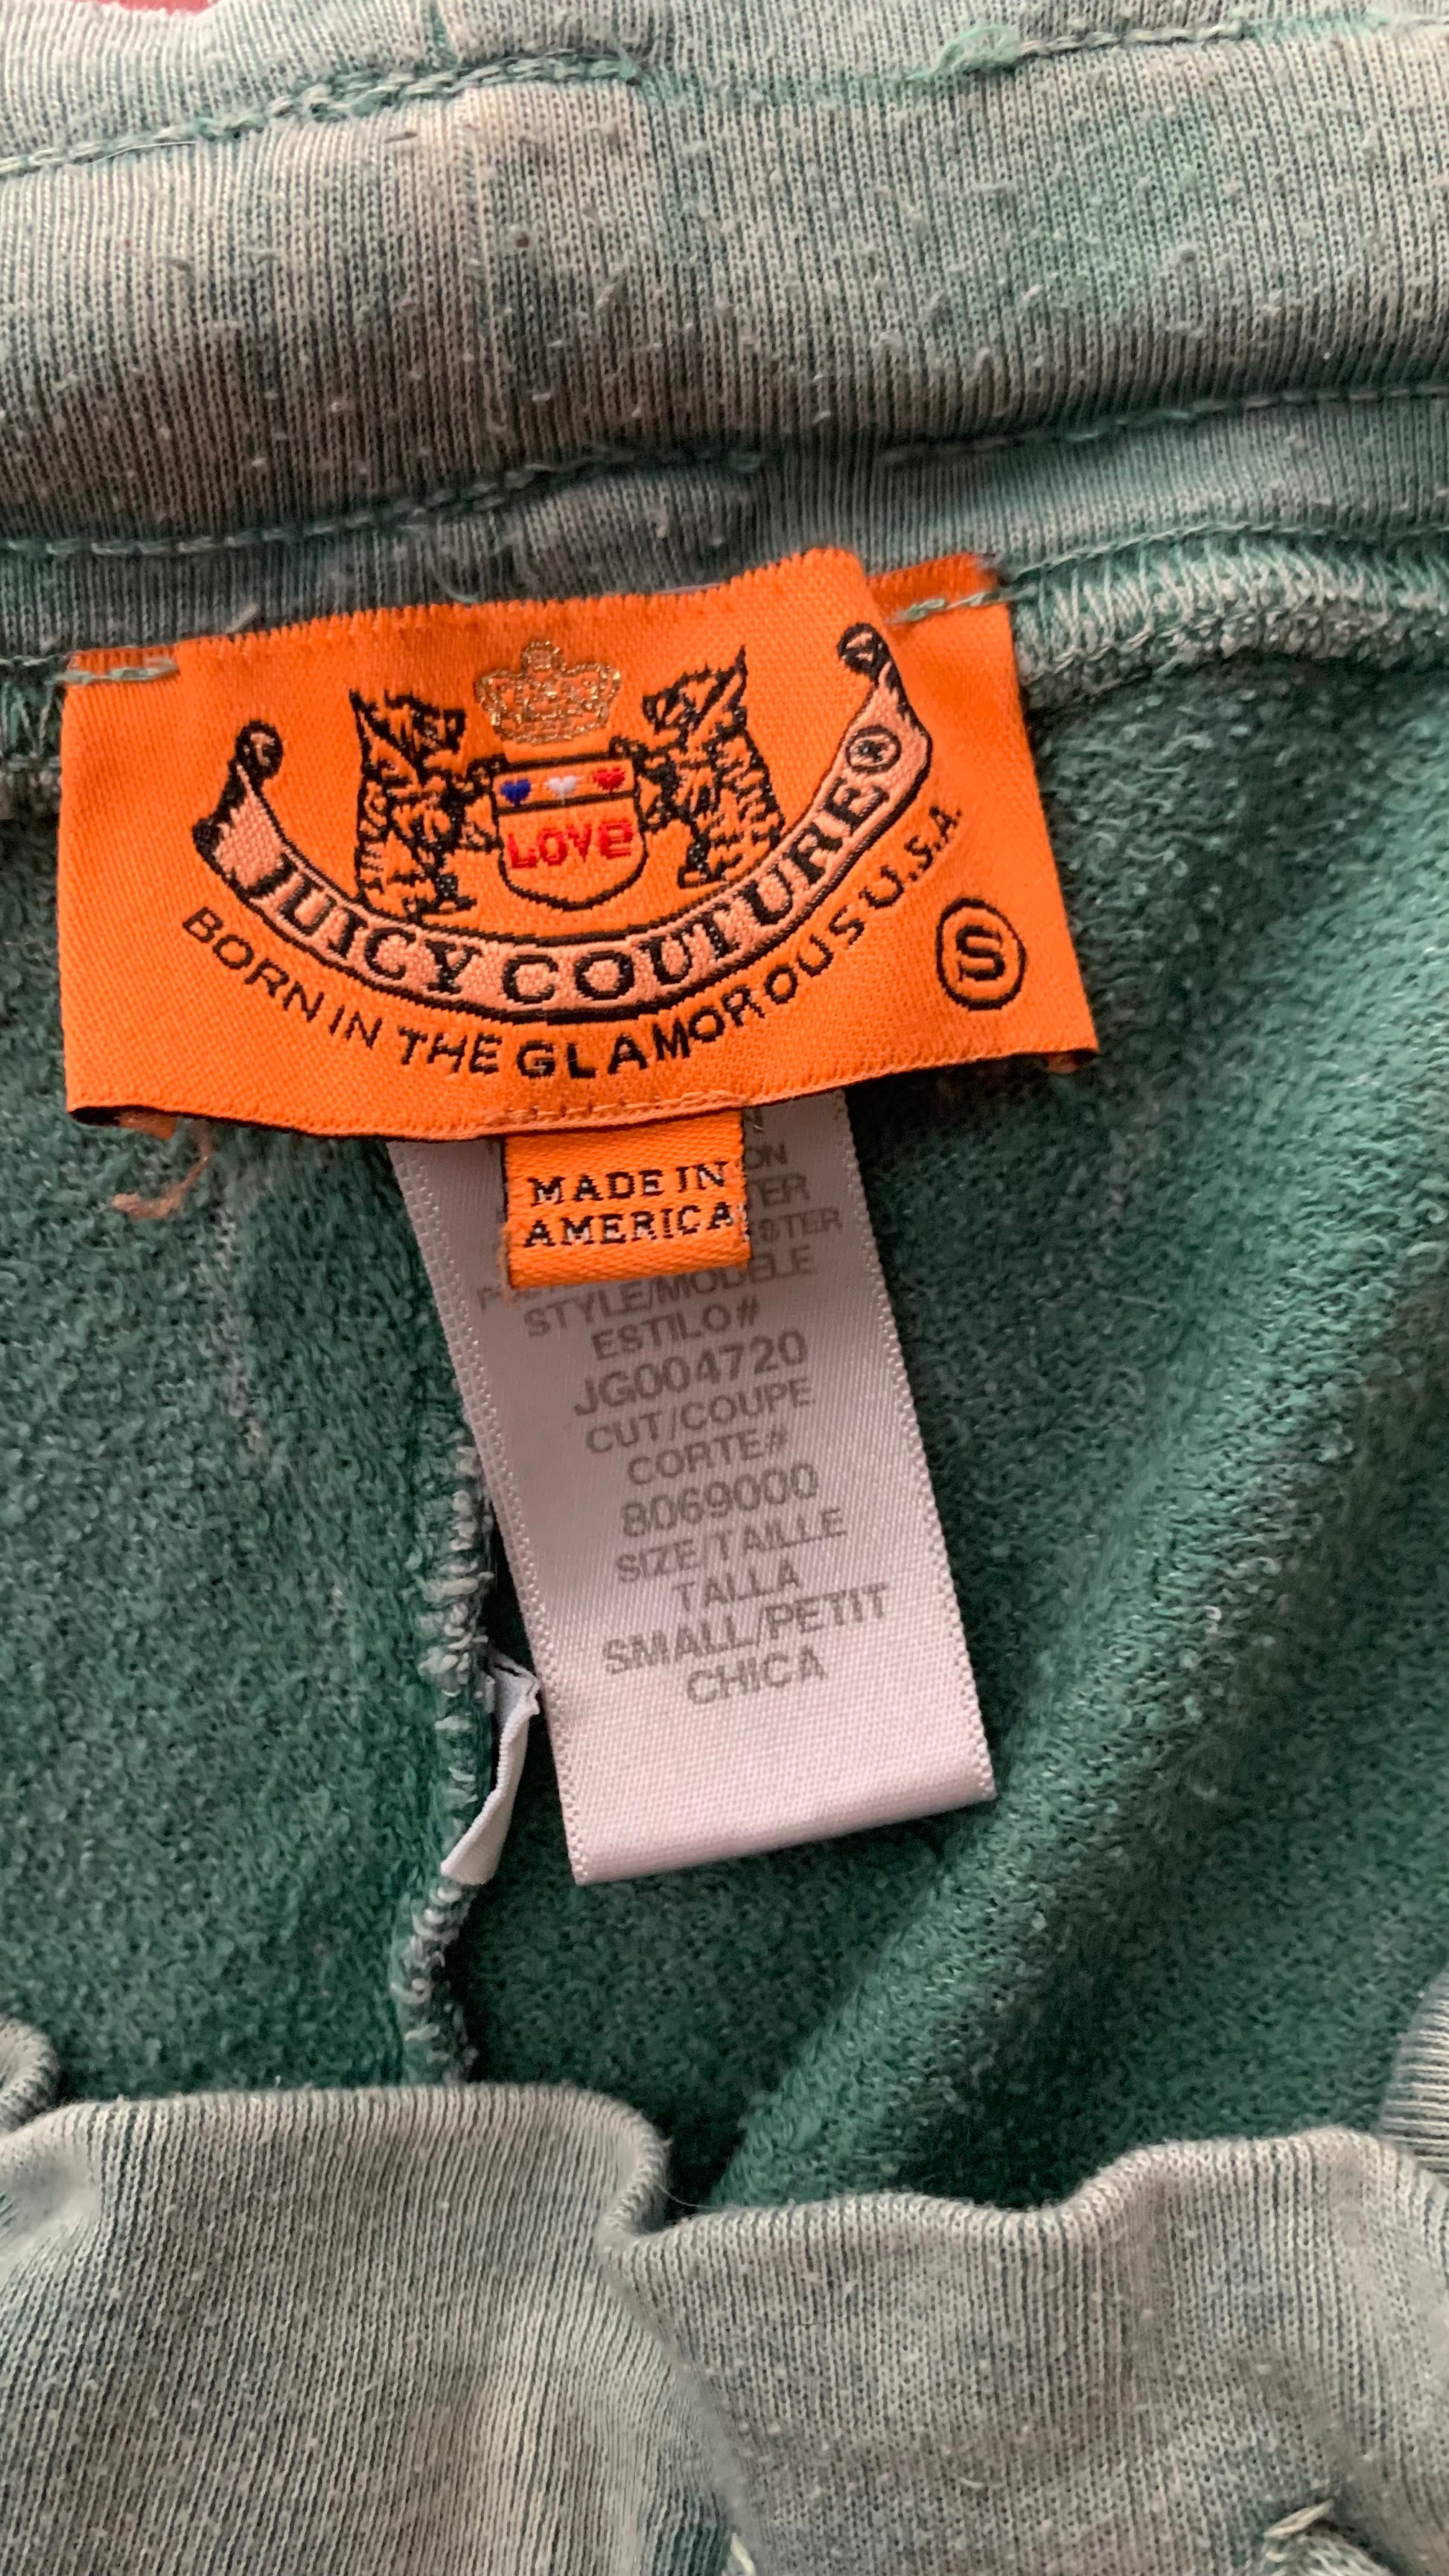 LOVE
JUICY COUTURE®
BORN IN THE GLAMOROUS U.S.A.
S
MADE IN
AMERICA
STYLE/MODELE
ESTILO#
JG004720
CUT/COUPE
CORTE#
8069000
SIZE/TAILLE
TALLA
SMALL/PETIT
CHICA